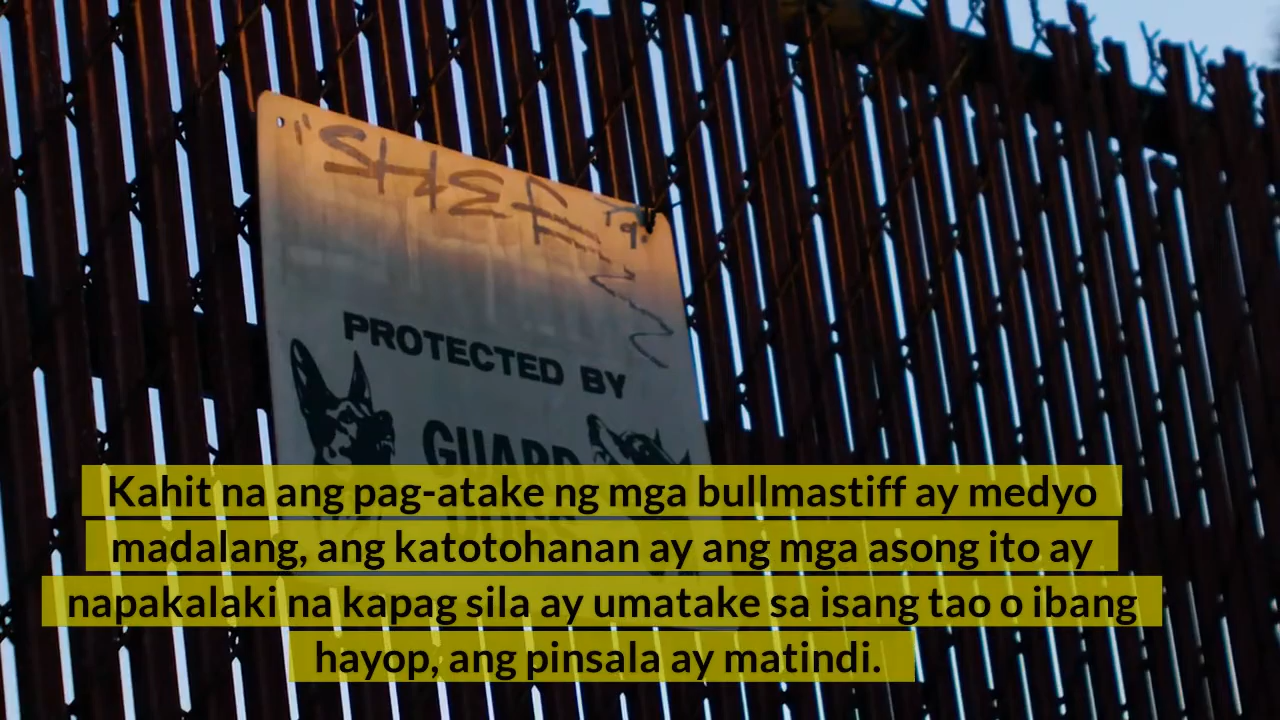 PROTECTED BY
GUARD
Kahit na ang pag-atake ng mga bullmastiff ay medyo
madalang, ang katotohanan ay ang mga asong ito ay
napakalaki na kapag sila ay umatake sa isang tao o ibang
hayop, ang pinsala ay matindi.